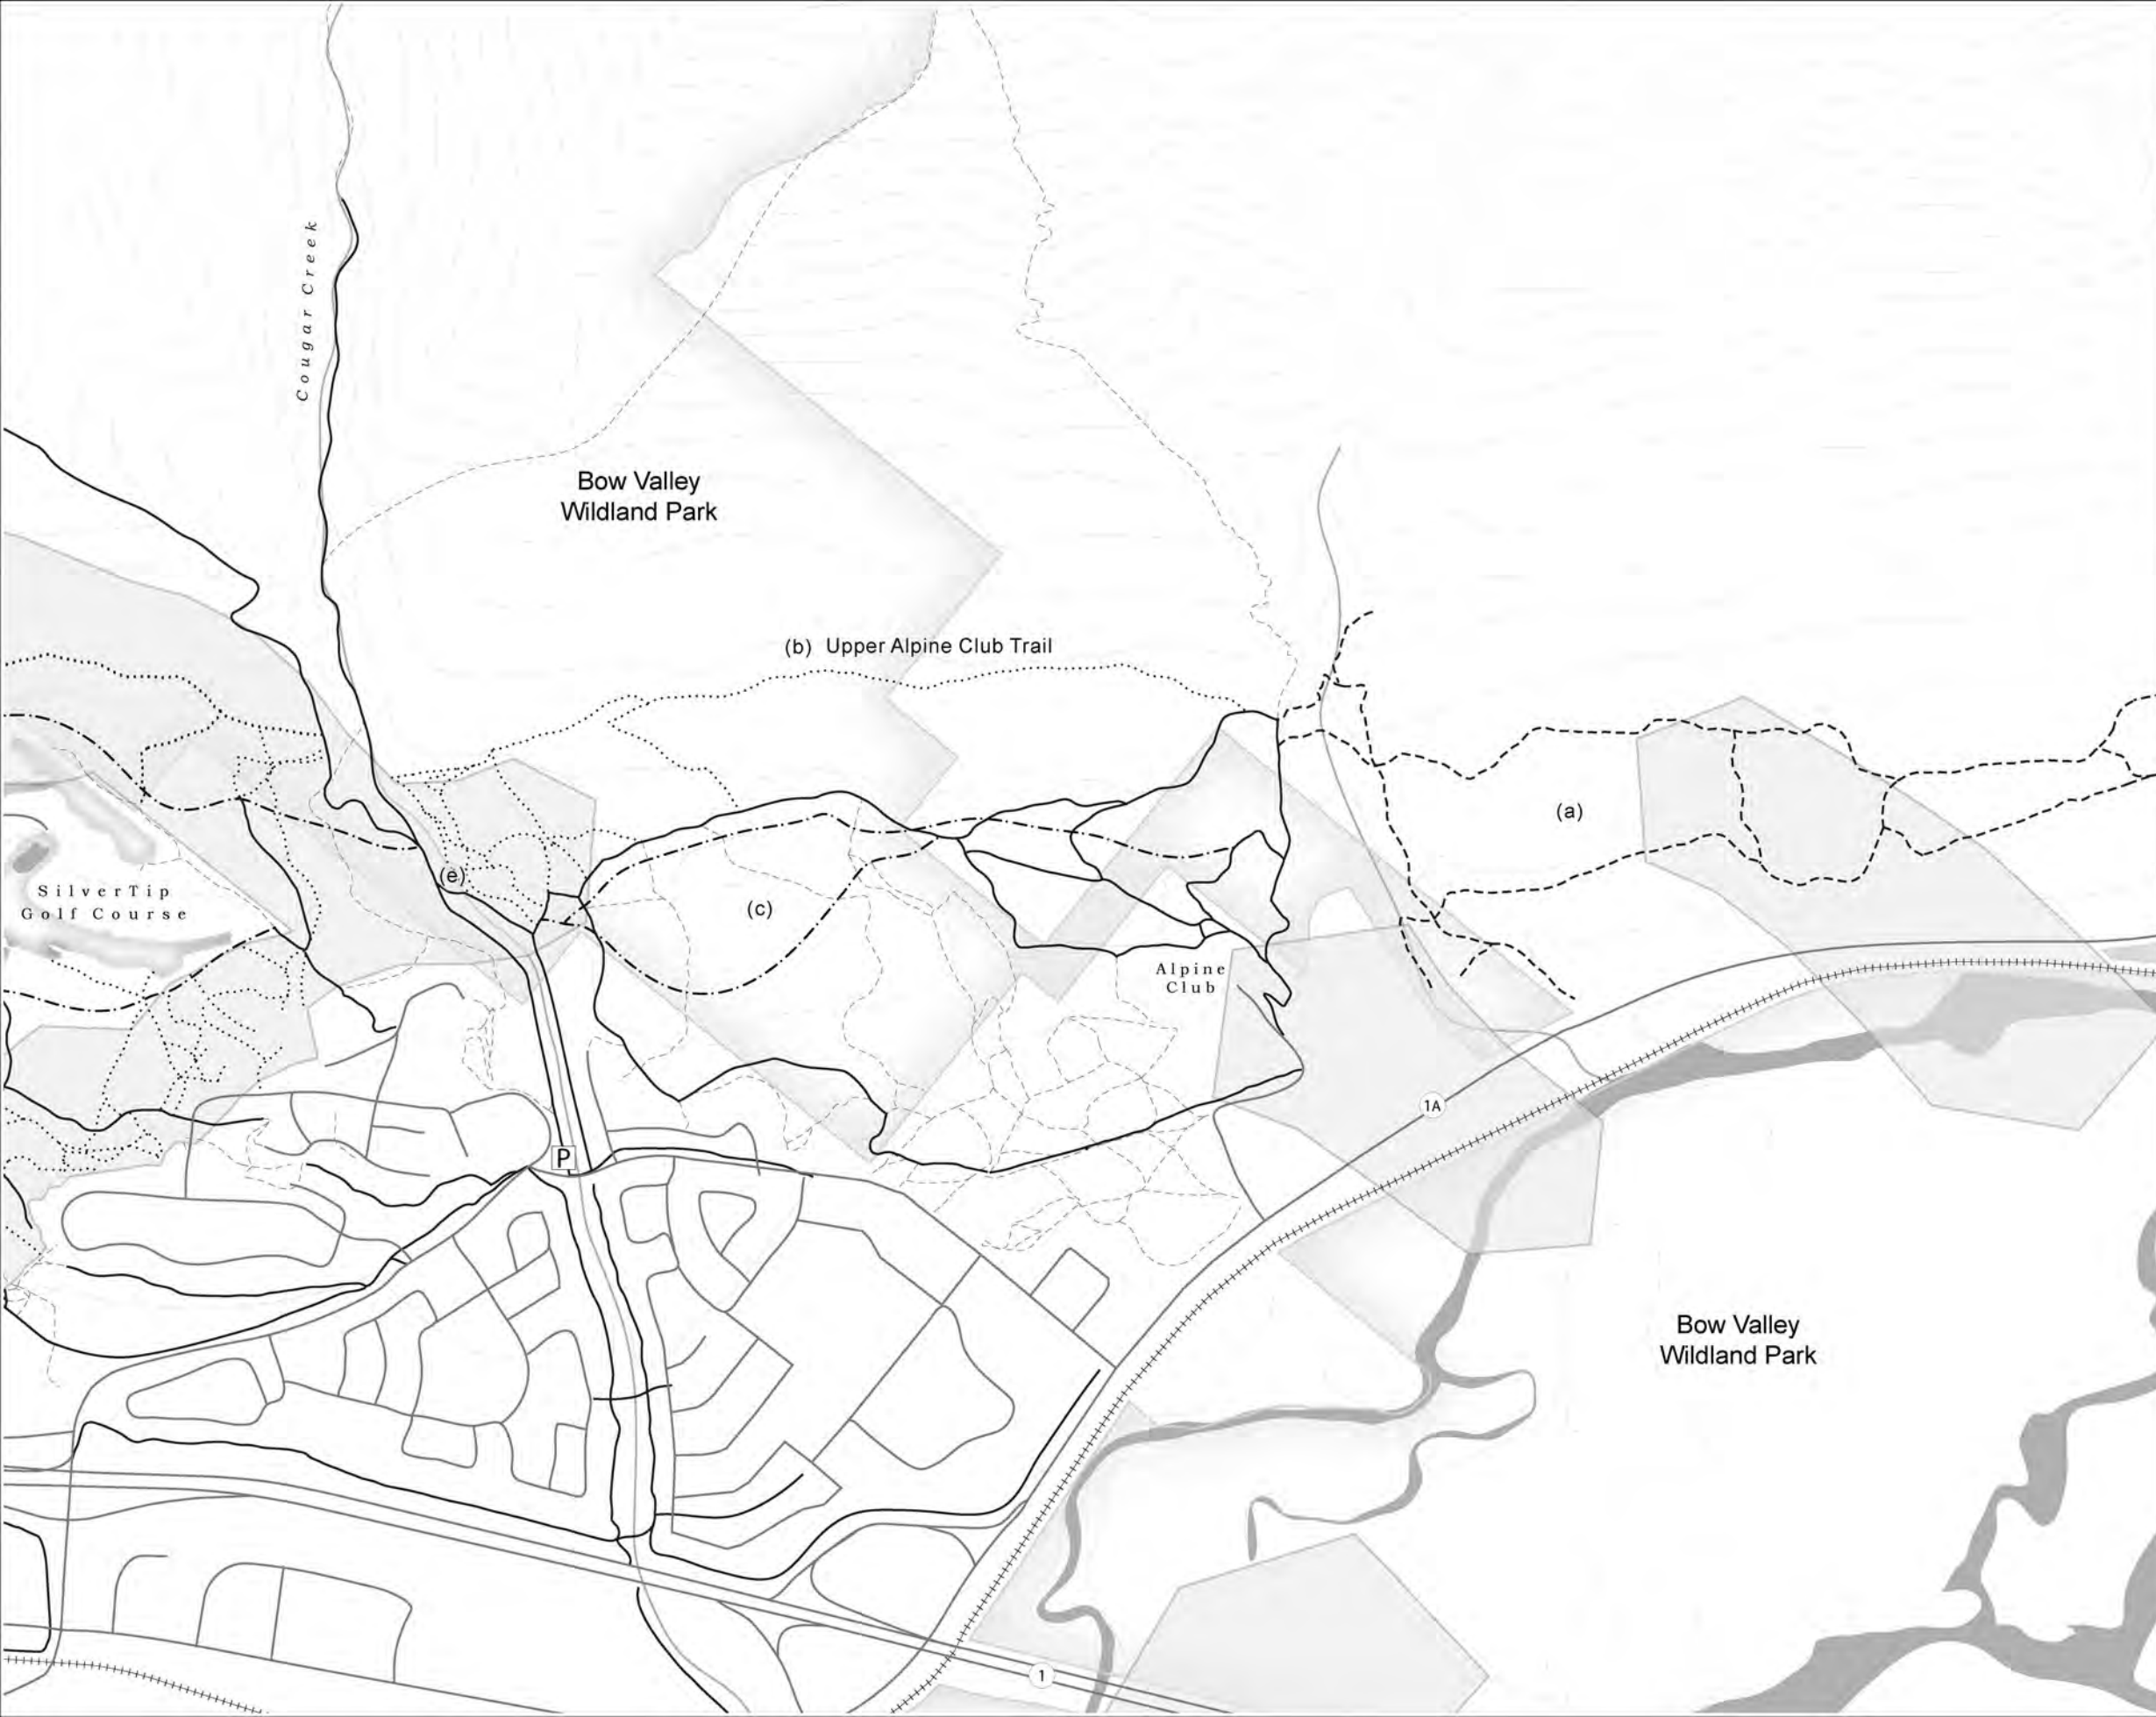 Cougar Creek
Bow Valley
Wildland Park
(b) Upper Alpine Club Trail
(a)
(e)
SilverTip
Golf Course
(c)
Alpine
Club
1A
P
Bow Valley
Wildland Park
1